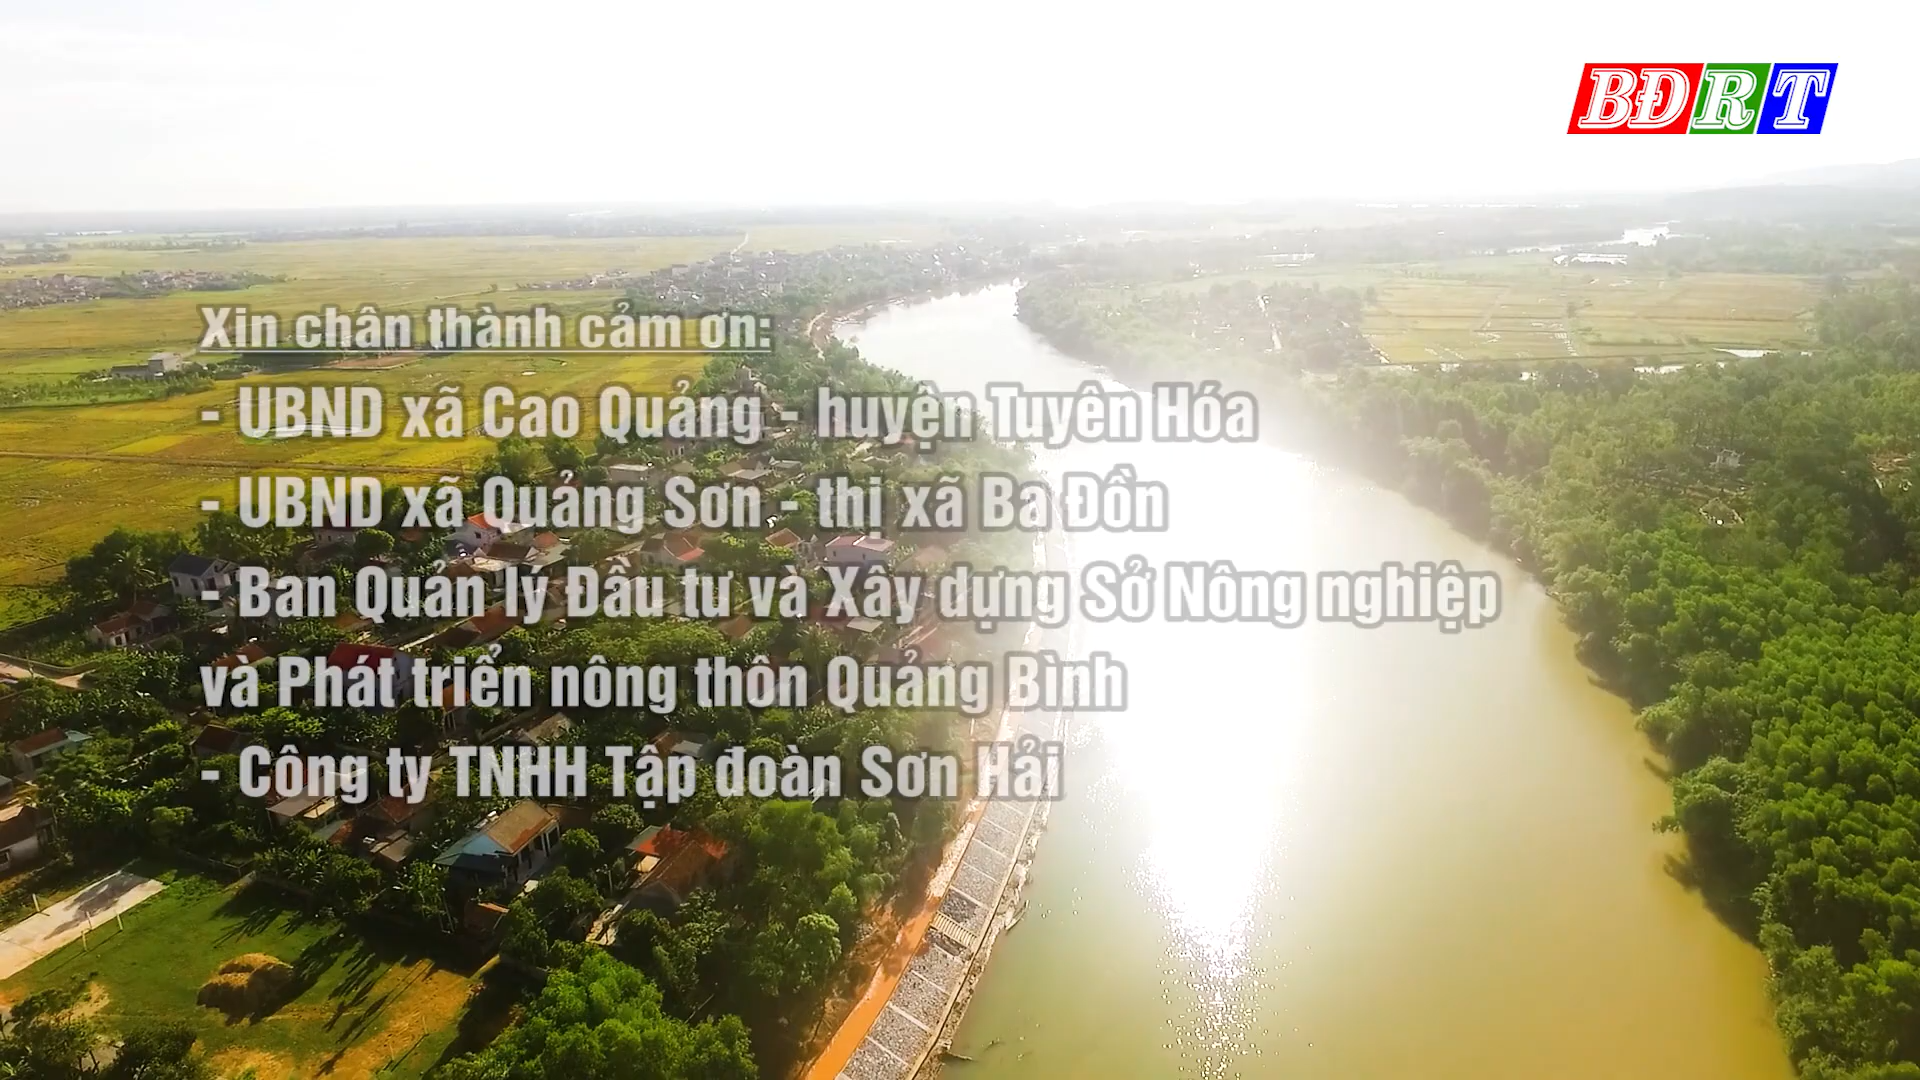 BĐRT
Xin chân thành cảm ơn:
- UBND xã Cao Quảng - huyện Tuyên Hóa
- UBND xã Quảng Sơn - thị xã Ba Đồn
- Ban Quản lý Đầu tư và Xây dựng Sở Nông nghiệp
và Phát triển nông thôn Quảng Bình
- Công ty TNHH Tập đoàn Sơn Hải